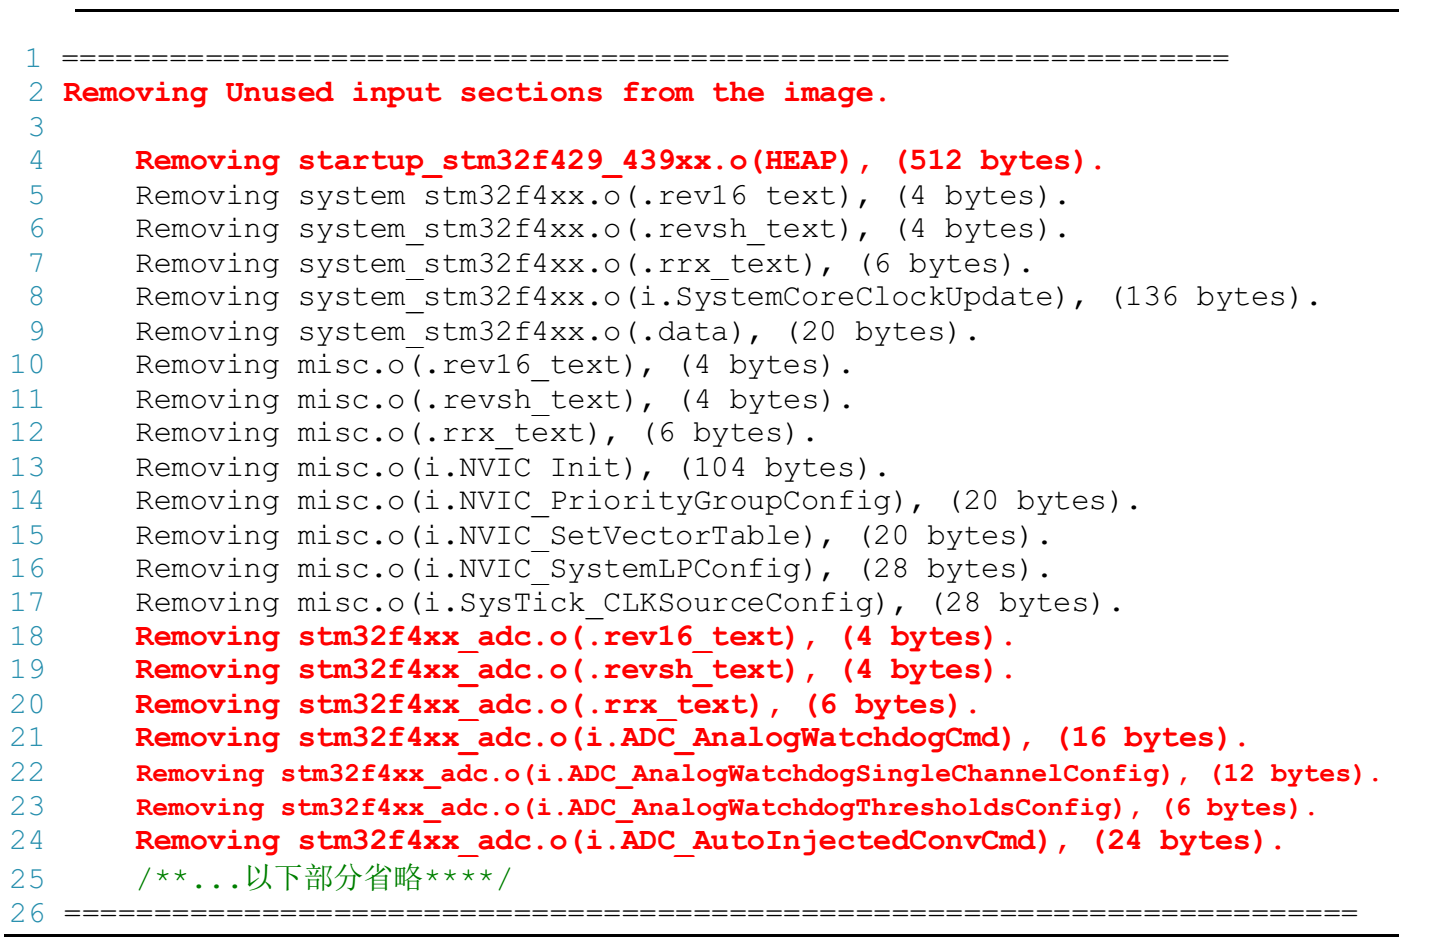 1 =================================================================
2 Removing Unused input sections from the image.
3
4 Removing startup_stm32f429_439xx.o(HEAP), (512 bytes).
5 Removing system stm32f4xx.o(.rev16 text), (4 bytes).
6 Removing system_stm32f4xx.o(.revsh_text), (4 bytes).
7 Removing system_stm32f4xx.o(.rrx_text), (6 bytes).
8 Removing system_stm32f4xx.o(i.SystemCoreClockUpdate), (136 bytes).
9 Removing system_stm32f4xx.o(.data), (20 bytes).
10 Removing misc.o(.rev16_text), (4 bytes).
11 Removing misc.o(.revsh_text), (4 bytes).
12 Removing misc.o(.rrx_text), (6 bytes).
13 Removing misc.o(i.NVIC Init), (104 bytes).
14 Removing misc.o(i.NVIC_PriorityGroupConfig), (20 bytes).
15 Removing misc.o(i.NVIC_SetVectorTable), (20 bytes).
16 Removing misc.o(i.NVIC_SystemLPConfig), (28 bytes).
17 Removing misc.o(i.SysTick_CLKSourceConfig), (28 bytes).
18 Removing stm32f4xx_adc.o(.rev16_text), (4 bytes).
19 Removing stm32f4xx_adc.o(.revsh_text), (4 bytes).
20 Removing stm32f4xx_adc.o(.rrx_text), (6 bytes).
21 Removing stm32f4xx_adc.o(i.ADC_AnalogWatchdogCmd), (16 bytes).
22 Removing stm32f4xx_adc.o(i.ADC_AnalogWatchdogSingleChannelConfig), (12 bytes).
23 Removing stm32f4xx_adc.o(i.ADC_AnalogWatchdogThresholdsConfig), (6 bytes).
24 Removing stm32f4xx_adc.o(i.ADC_AutoInjectedConvCmd), (24 bytes).
25 /**...以下部分省略****/
26 ========================================================================